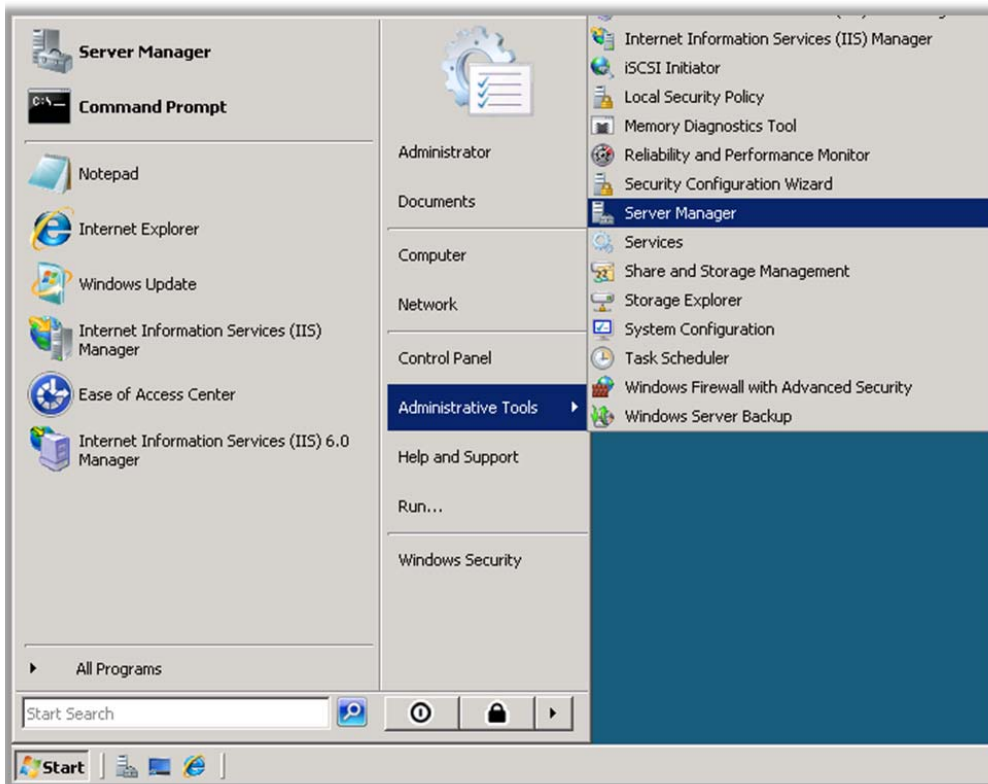 Server Manager
C:\
Command Prompt
Notepad
Internet Explorer
Windows Update
Internet Information Services (IIS)
Manager
Ease of Access Center
Internet Information Services (IIS) 6.0
Manager
All Programs
Start Search
Administrator
Documents
Computer
Network
Control Panel
Administrative Tools
Help and Support
Run...
Windows Security
Internet Information Services (IIS) Manager
iSCSI Initiator
Local Security Policy
Memory Diagnostics Tool
Reliability and Performance Monitor
Security Configuration Wizard
Server Manager
Services
Share and Storage Management
Storage Explorer
System Configuration
Task Scheduler
Windows Firewall with Advanced Security
Windows Server Backup
Start